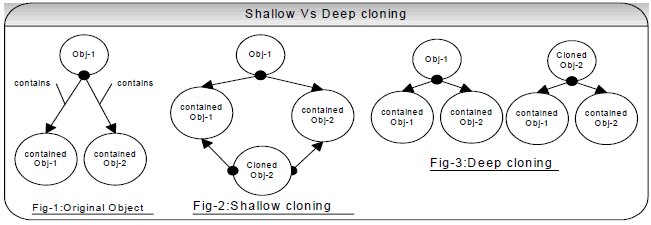 Shallow Vs Deep cloning
Obj-1
contains
contains
contained
Obj-1
contained
Obj-2
Fig-1:Original Object
Obj-1
contained
Obj-1
contained
Obj-2
Cloned
Obj-2
Fig-2:Shallow cloning
Obj-1
contained
Obj-1
contained
Obj-2
Cloned
Obj-2
contained
Obj-1
contained
Obj-2
Fig-3:Deep cloning